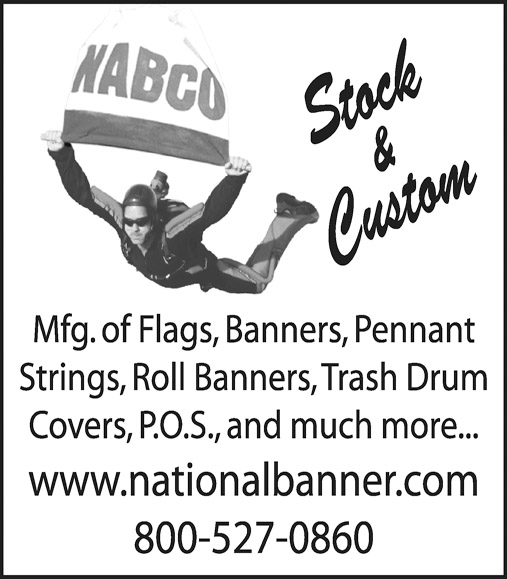 NABCO
Stock
&
Custom
Mfg. of Flags, Banners, Pennant
Strings, Roll Banners, Trash Drum
Covers, P.O.S., and much more...
www.nationalbanner.com
800-527-0860